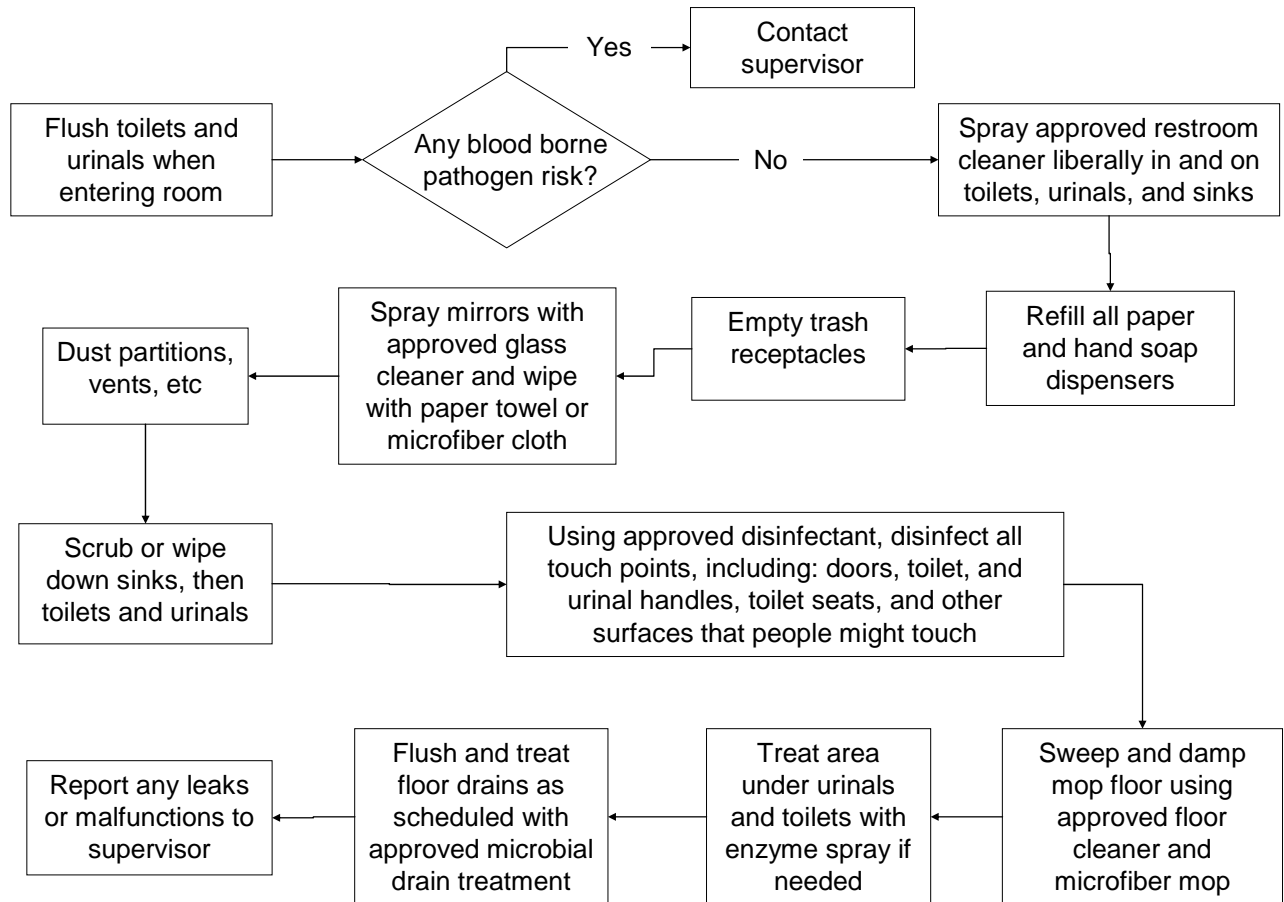 Flush toilets and
urinals when
entering room
Any blood borne
pathogen risk?
Yes
Contact
supervisor
No
Spray approved restroom
cleaner liberally in and on
toilets, urinals, and sinks
Refill all paper
and hand soap
dispensers
Empty trash
receptacles
Spray mirrors with
approved glass
cleaner and wipe
with paper towel or
microfiber cloth
Dust partitions,
vents, etc
Scrub or wipe
down sinks, then
toilets and urinals
Using approved disinfectant, disinfect all
touch points, including: doors, toilet, and
urinal handles, toilet seats, and other
surfaces that people might touch
Sweep and damp
mop floor using
approved floor
cleaner and
microfiber mop
Treat area
under urinals
and toilets with
enzyme spray if
needed
Flush and treat
floor drains as
scheduled with
approved microbial
drain treatment
Report any leaks
or malfunctions to
supervisor